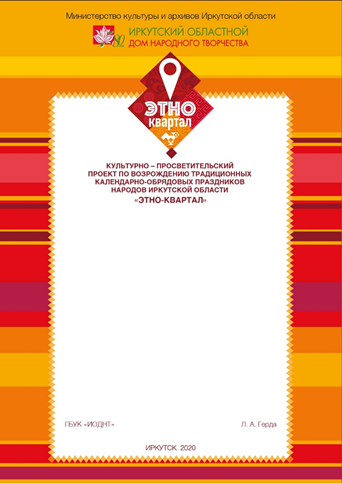 Министерство культуры и архивов Иркутской области
82
ИРКУТСКИЙ ОБЛАСТНОЙ
ДОМ НАРОДНОГО ТВОРЧЕСТВА
ЭТНО
квартал
КУЛЬТУРНО – ПРОСВЕТИТЕЛЬСКИЙ
ПРОЕКТ ПО ВОЗРОЖДЕНИЮ ТРАДИЦИОННЫХ
КАЛЕНДАРНО-ОБРЯДОВЫХ ПРАЗДНИКОВ
НАРОДОВ ИРКУТСКОЙ ОБЛАСТИ
«ЭТНО-КВАРТАЛ«
ГБУК «ИОДНТ»
Л. А. Герда
ИРКУТСК 2020